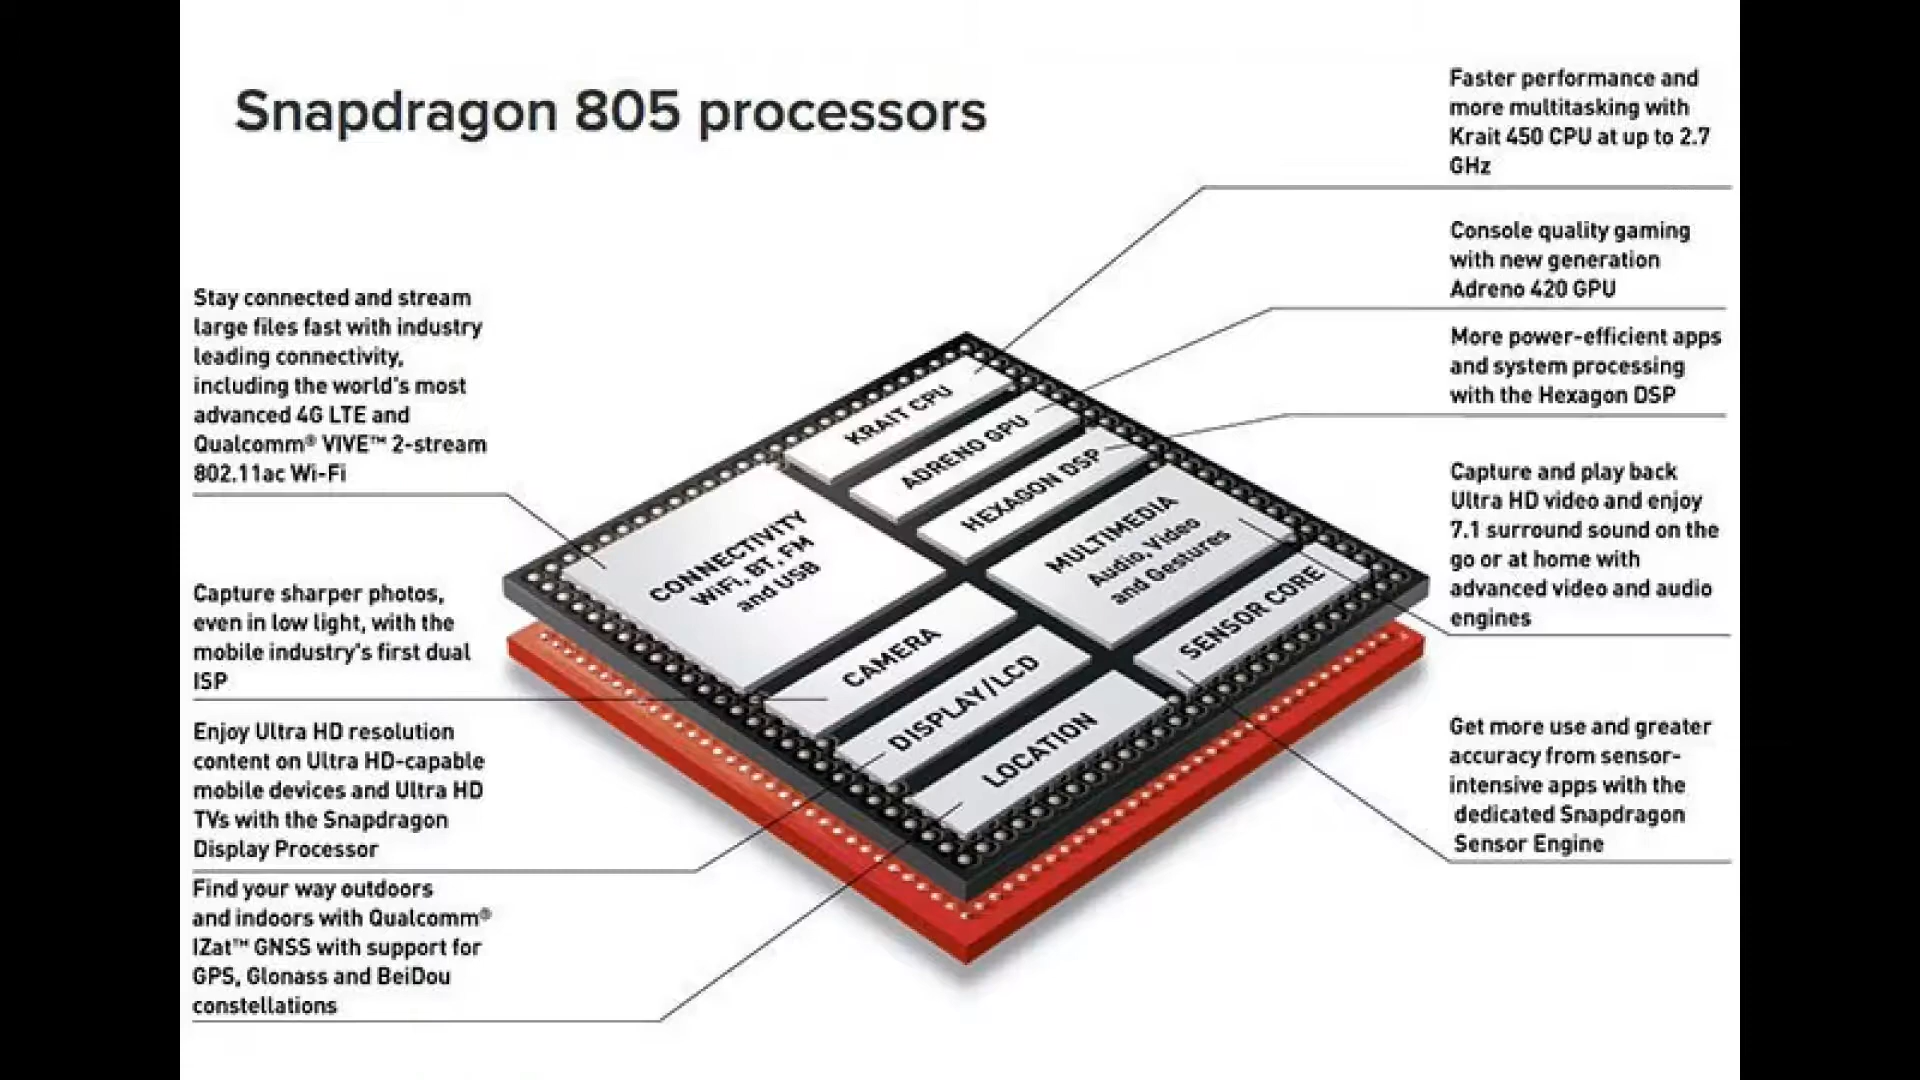 Snapdragon 805 processors
Faster performance and
more multitasking with
Krait 450 CPU at up to 2.7
GHz
Console quality gaming
with new generation
Adreno 420 GPU
More power-efficient apps
and system processing
with the Hexagon DSP
Capture and play back
Ultra HD video and enjoy
7.1 surround sound on the
go or at home with
advanced video and audio
engines
Get more use and greater
accuracy from sensor-
intensive apps with the
dedicated Snapdragon
Sensor Engine
Stay connected and stream
large files fast with industry
leading connectivity,
including the world's most
advanced 4G LTE and
Qualcomm® VIVE™ 2-stream
802.11ac Wi-Fi
Capture sharper photos,
even in low light, with the
mobile industry's first dual
ISP
Enjoy Ultra HD resolution
content on Ultra HD-capable
mobile devices and Ultra HD
TVs with the Snapdragon
Display Processor
Find your way outdoors
and indoors with Qualcomm®
IZat™ GNSS with support for
GPS, Glonass and BeiDou
constellations
KRAIT CPU
ADRENO GPU
HEXAGON DSP
MULTIMEDIA
Audio, Video
and Gestures
SENSOR CORE
CONNECTIVITY
WiFi, BT, FM
and USB
CAMERA
DISPLAY/LCD
LOCATION